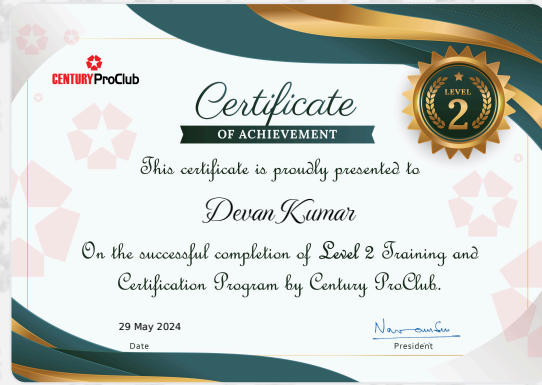 CENTURY ProClub
LEVEL
2
Certificate
OF ACHIEVEMENT
This certificate is proudly presented to
Devan Kumar
On the successful completion of Level 2 Training and
Certification Program by Century ProClub.
29 May 2024
Date
President